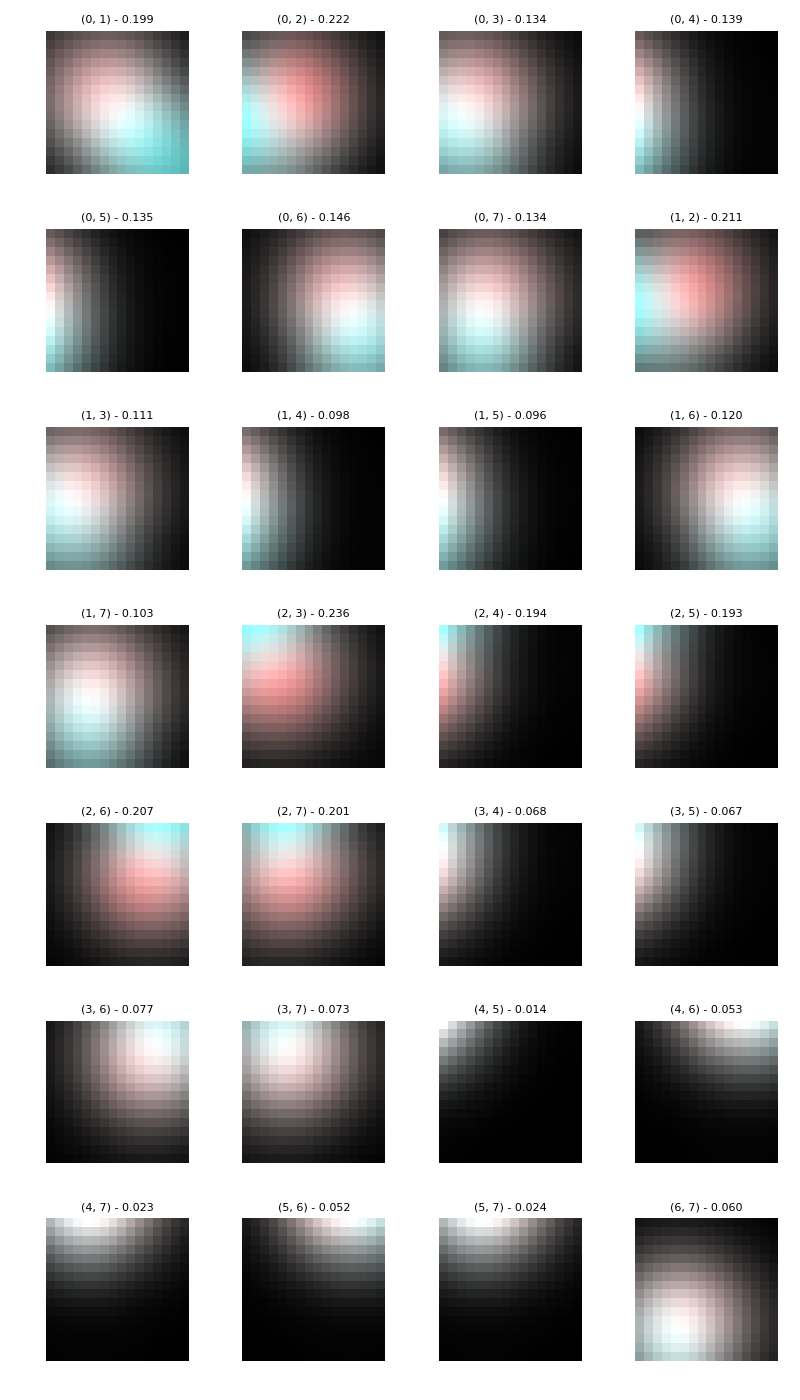 (0, 1) - 0.199 (0, 2) - 0.222 (0, 3) - 0.134 (0, 4) - 0.139
(0, 5) - 0.135 (0, 6) - 0.146 (0, 7) - 0.134 (1, 2) - 0.211
(1, 3) - 0.111 (1, 4) - 0.098 (1, 5) - 0.096 (1, 6) - 0.120
(1, 7) - 0.103 (2, 3) - 0.236 (2, 4) - 0.194 (2, 5) - 0.193
(2, 6) - 0.207 (2, 7) - 0.201 (3, 4) - 0.068 (3, 5) - 0.067
(3, 6) - 0.077 (3, 7) - 0.073 (4, 5) - 0.014 (4, 6) - 0.053
(4, 7) - 0.023 (5, 6) - 0.052 (5, 7) - 0.024 (6, 7) - 0.060